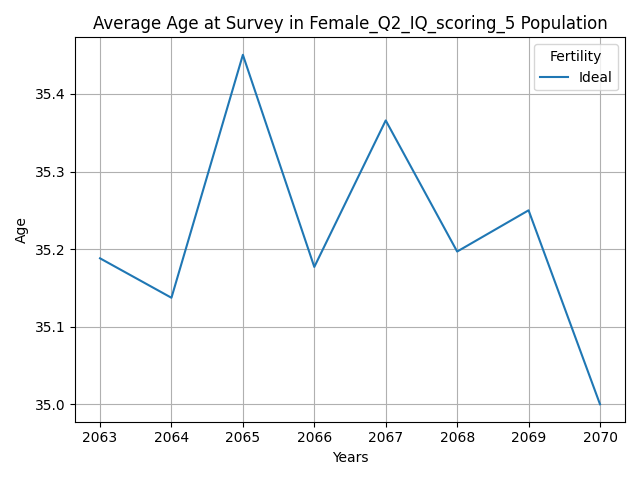 Average Age at Survey in Female_Q2_IQ_scoring_5 Population
Fertility
Ideal
35.4
35.3
35.2
35.1
35.0
Age
2063 2064 2065 2066 2067 2068 2069 2070
Years